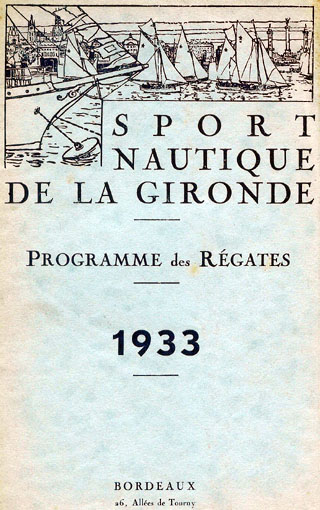 SPORT
NAUTIQUE
DE LA GIRONDE
PROGRAMME des RÉGATES
1933
BORDEAUX
26, Allées de Tourny